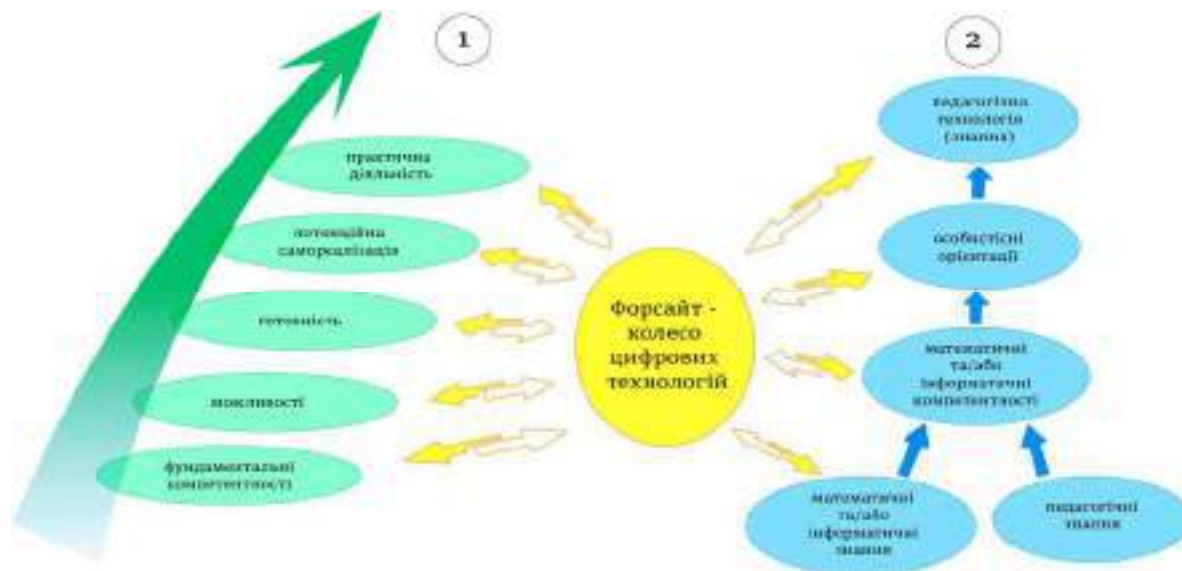 1
практична
діяльність
потенційна
самореалізація
готовність
можливості
фундаментальні
компетентності
Форсайт -
колесо
цифрових
технологій
2
педагогічна
технологія
(знання)
особистісні
орієнтації
математичні
та/або
інформатичні
компетентності
математичні
та/або
інформатичні
знання
педагогічні
знання